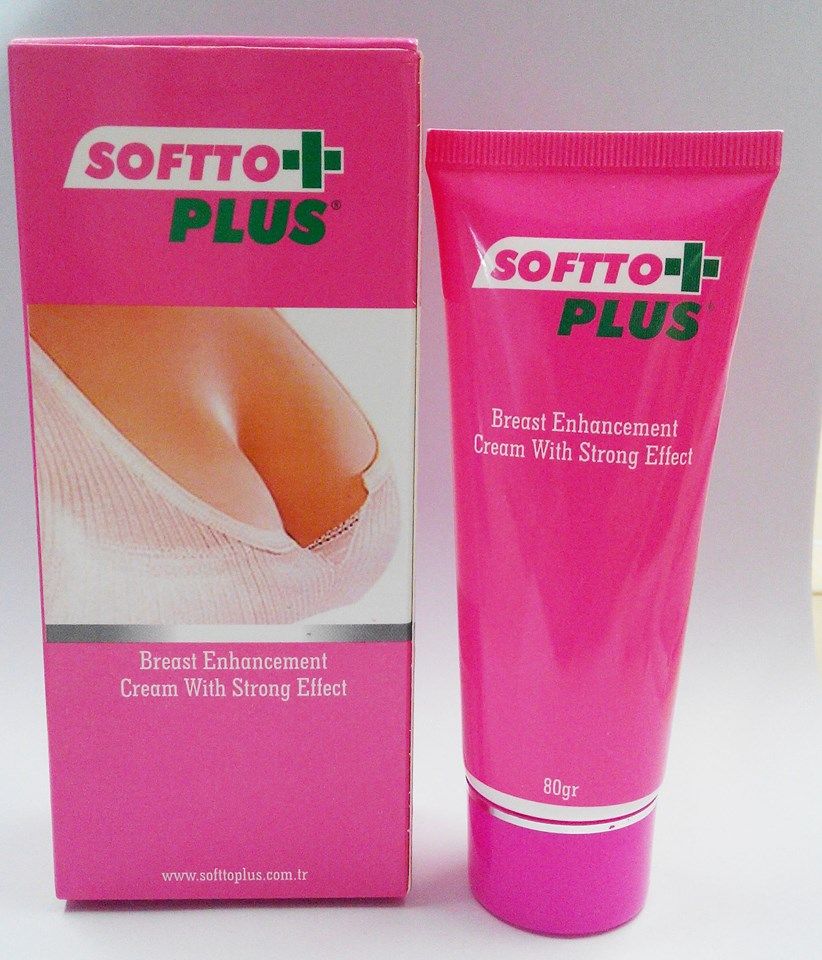 SOFTTO
PLUS®
Breast Enhancement
Cream With Strong Effect
www.softtoplus.com.tr
SOFTTO
PLUS®
Breast Enhancement
Cream With Strong Effect
80gr